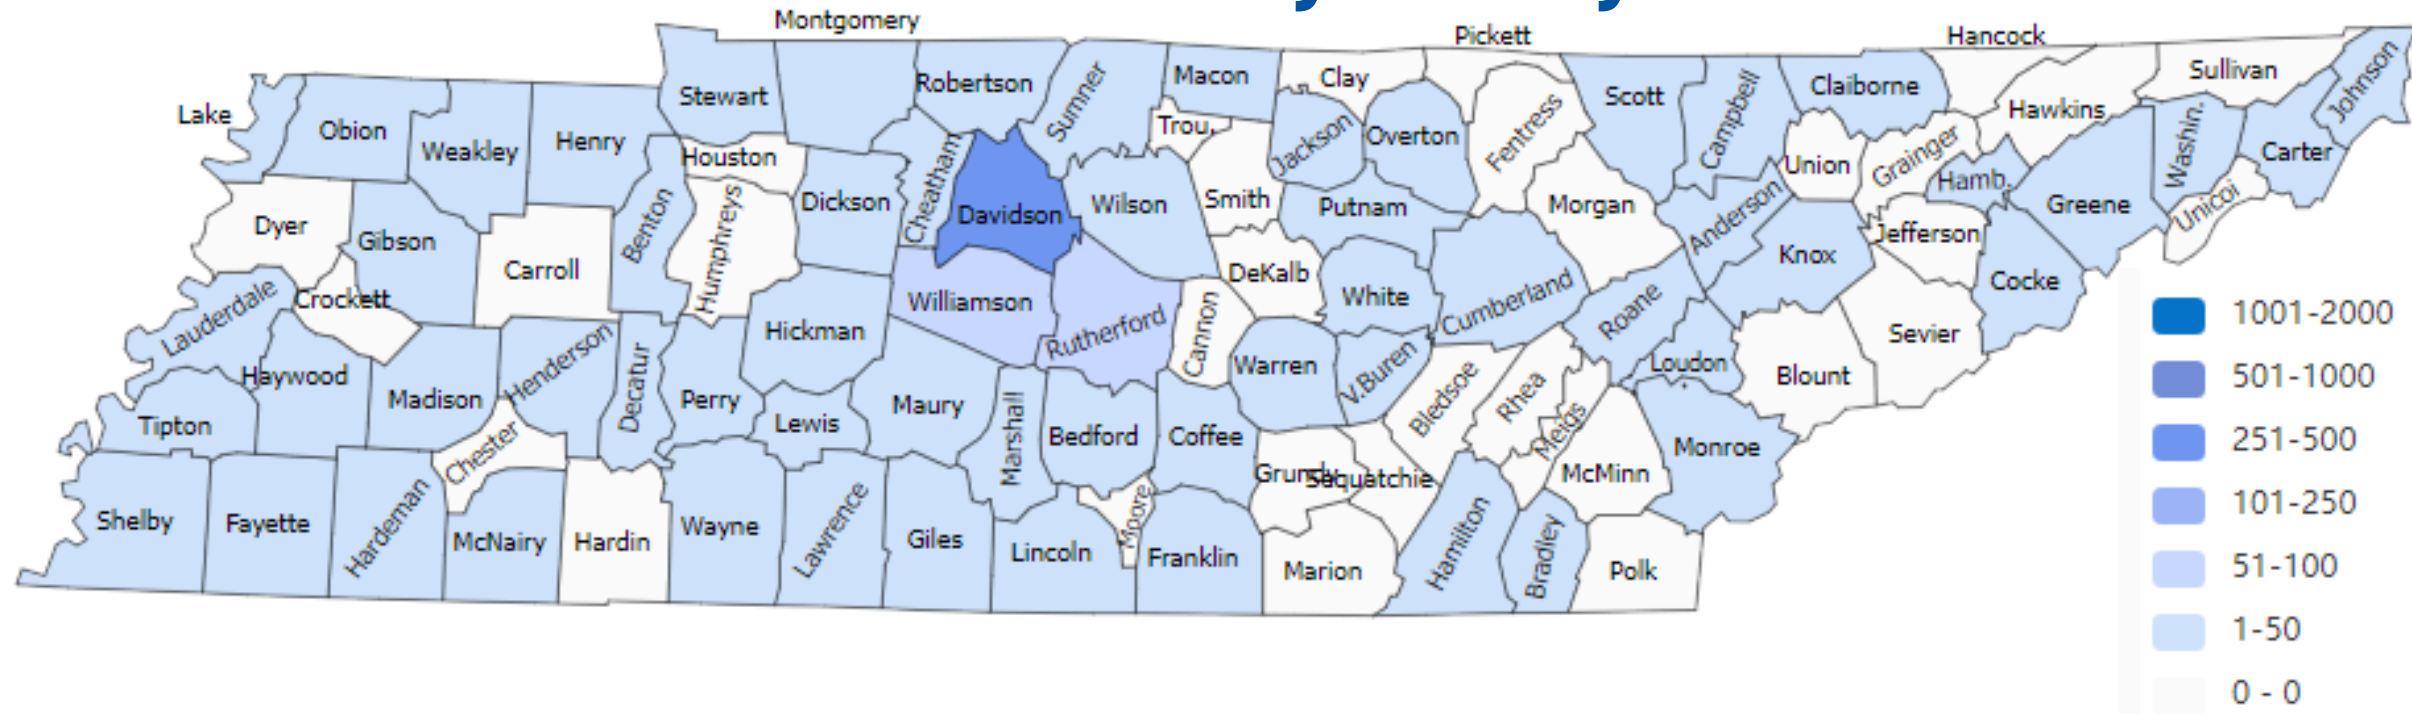 Montgomery
Pickett
Hancock
Lake
Obion
Weakley
Henry
Stewart
Robertson
Sumner
Macon
Clay
Scott
Campbell
Claiborne
Hawkins
Sullivan
Johnson
Houston
Cheatham
Trou.
Jackson
Overton
Fentress
Union
Grainger
Hamb.
Washin.
Carter
Dyer
Gibson
Carroll
Benton
Humphreys
Dickson
Davidson
Wilson
Smith
Putnam
Morgan
Anderson
Knox
Jefferson
Cocke
Greene
Unicoi
Lauderdale
Crockett
Haywood
Madison
Henderson
Decatur
Perry
Hickman
Williamson
Rutherford
Cannon
DeKalb
White
Cumberland
Roane
Loudon
Blount
Sevier
Tipton
Chester
Lewis
Maury
Marshall
Bedford
Coffee
Warren
V.Buren
Bledsoe
Rhea
Meigs
McMinn
Monroe
Shelby
Fayette
Hardeman
McNairy
Hardin
Wayne
Lawrence
Giles
Lincoln
Moore
Franklin
Grundy
Sequatchie
Marion
Hamilton
Bradley
Polk
1001-2000
501-1000
251-500
101-250
51-100
1-50
0 - 0